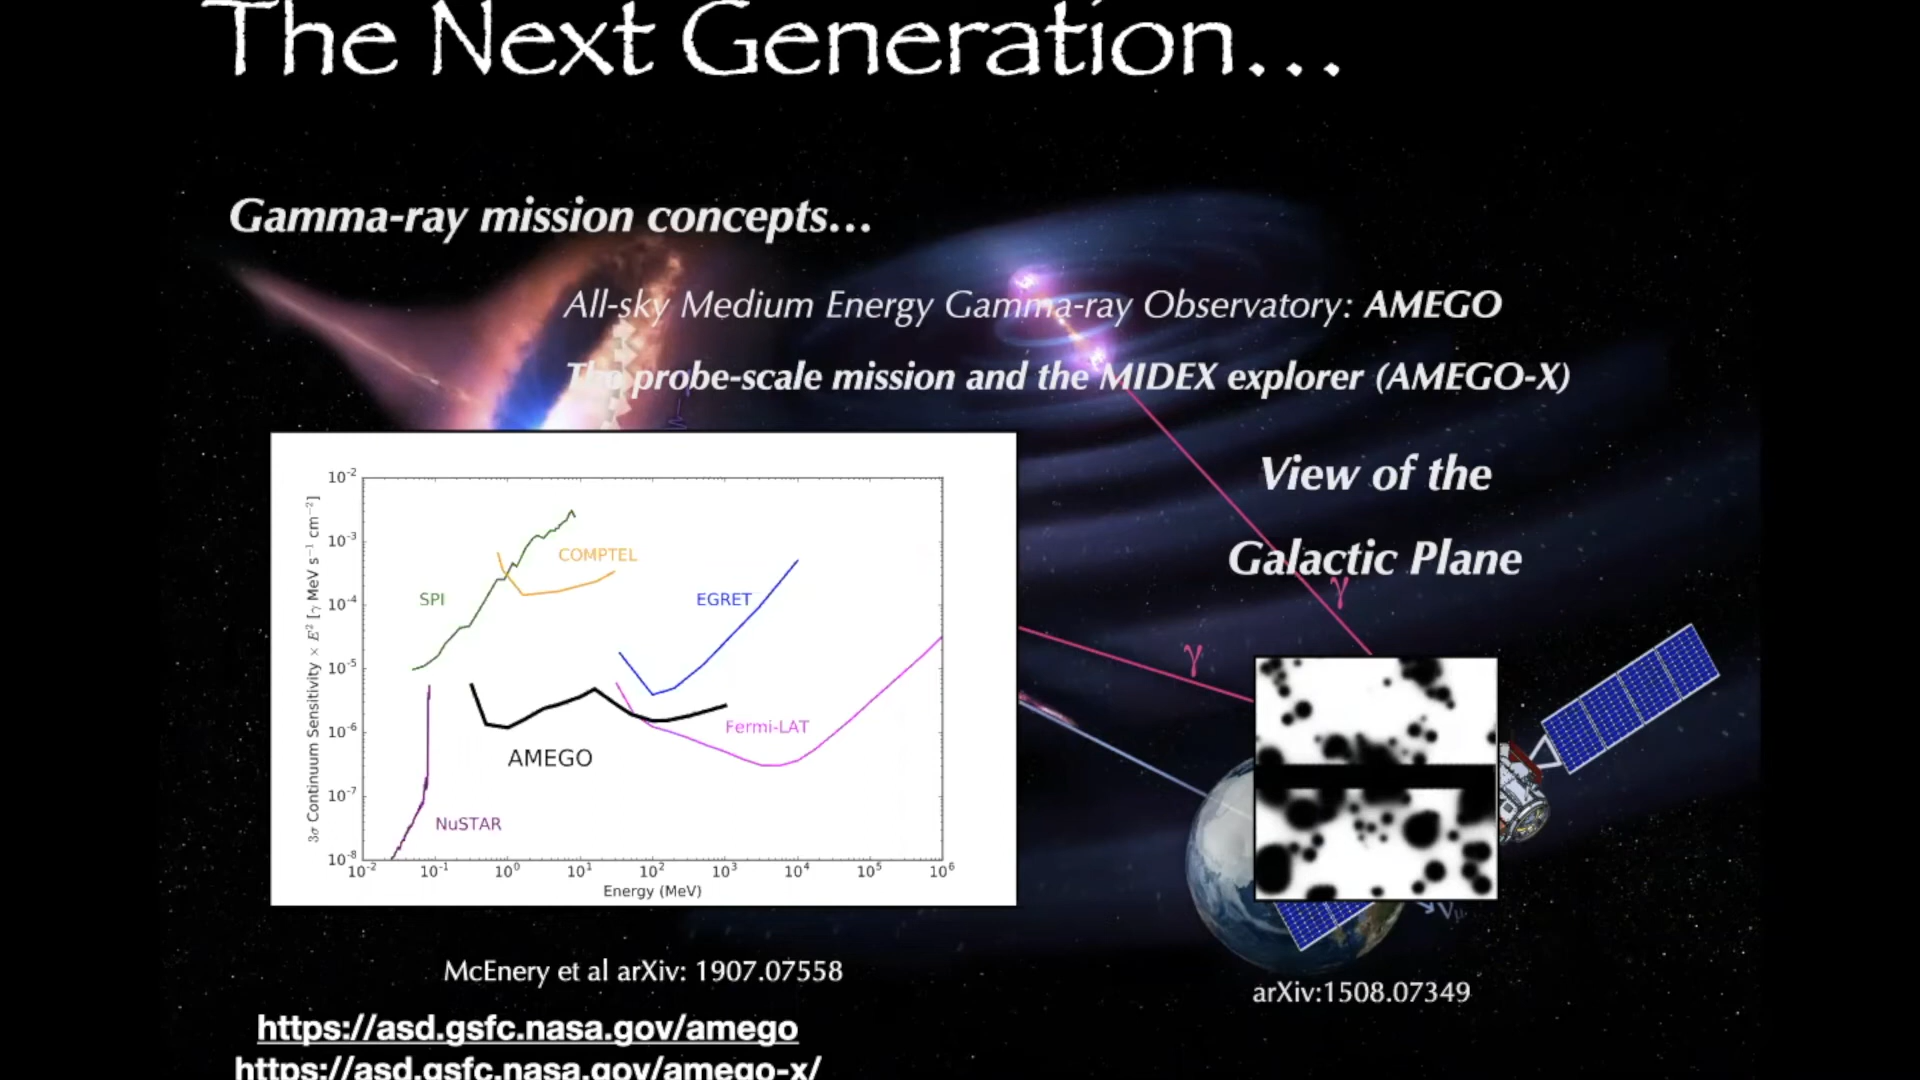 The Next Generation…
Gamma-ray mission concepts…
All-sky Medium Energy Gamma-ray Observatory: AMEGO
The probe-scale mission and the MIDEX explorer (AMEGO-X)
View of the
Galactic Plane
3σ Continuum Sensitivity × E² [γ MeV s⁻¹ cm⁻²]
10⁻²
10⁻³
10⁻⁴
10⁻⁵
10⁻⁶
10⁻⁷
10⁻⁸
SPI
COMPTEL
EGRET
Fermi-LAT
AMEGO
NuSTAR
10⁻² 10⁻¹ 10⁰ 10¹ 10² 10³ 10⁴ 10⁵ 10⁶
Energy (MeV)
γ
γ
νμ
McEnery et al arXiv: 1907.07558
arXiv:1508.07349
https://asd.gsfc.nasa.gov/amego
https://asd.gsfc.nasa.gov/amego-x/